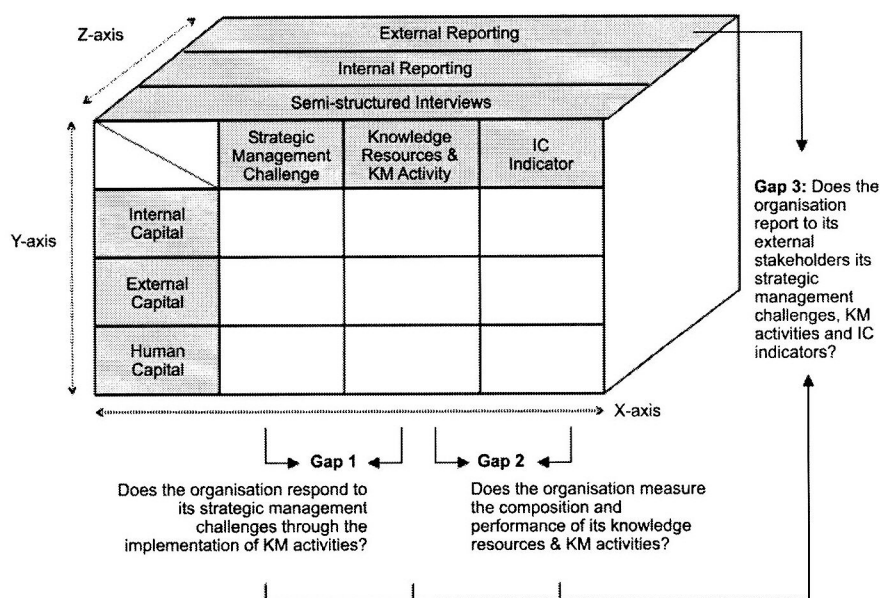 Z-axis
External Reporting
Internal Reporting
Semi-structured Interviews
Strategic
Management
Challenge
Knowledge
Resources &
KM Activity
IC
Indicator
Y-axis
Internal
Capital
External
Capital
Human
Capital
X-axis
Gap 3: Does the
organisation
report to its
external
stakeholders its
strategic
management
challenges, KM
activities and IC
indicators?
Gap 1
Does the organisation respond to
its strategic management
challenges through the
implementation of KM activities?
Gap 2
Does the organisation measure
the composition and
performance of its knowledge
resources & KM activities?